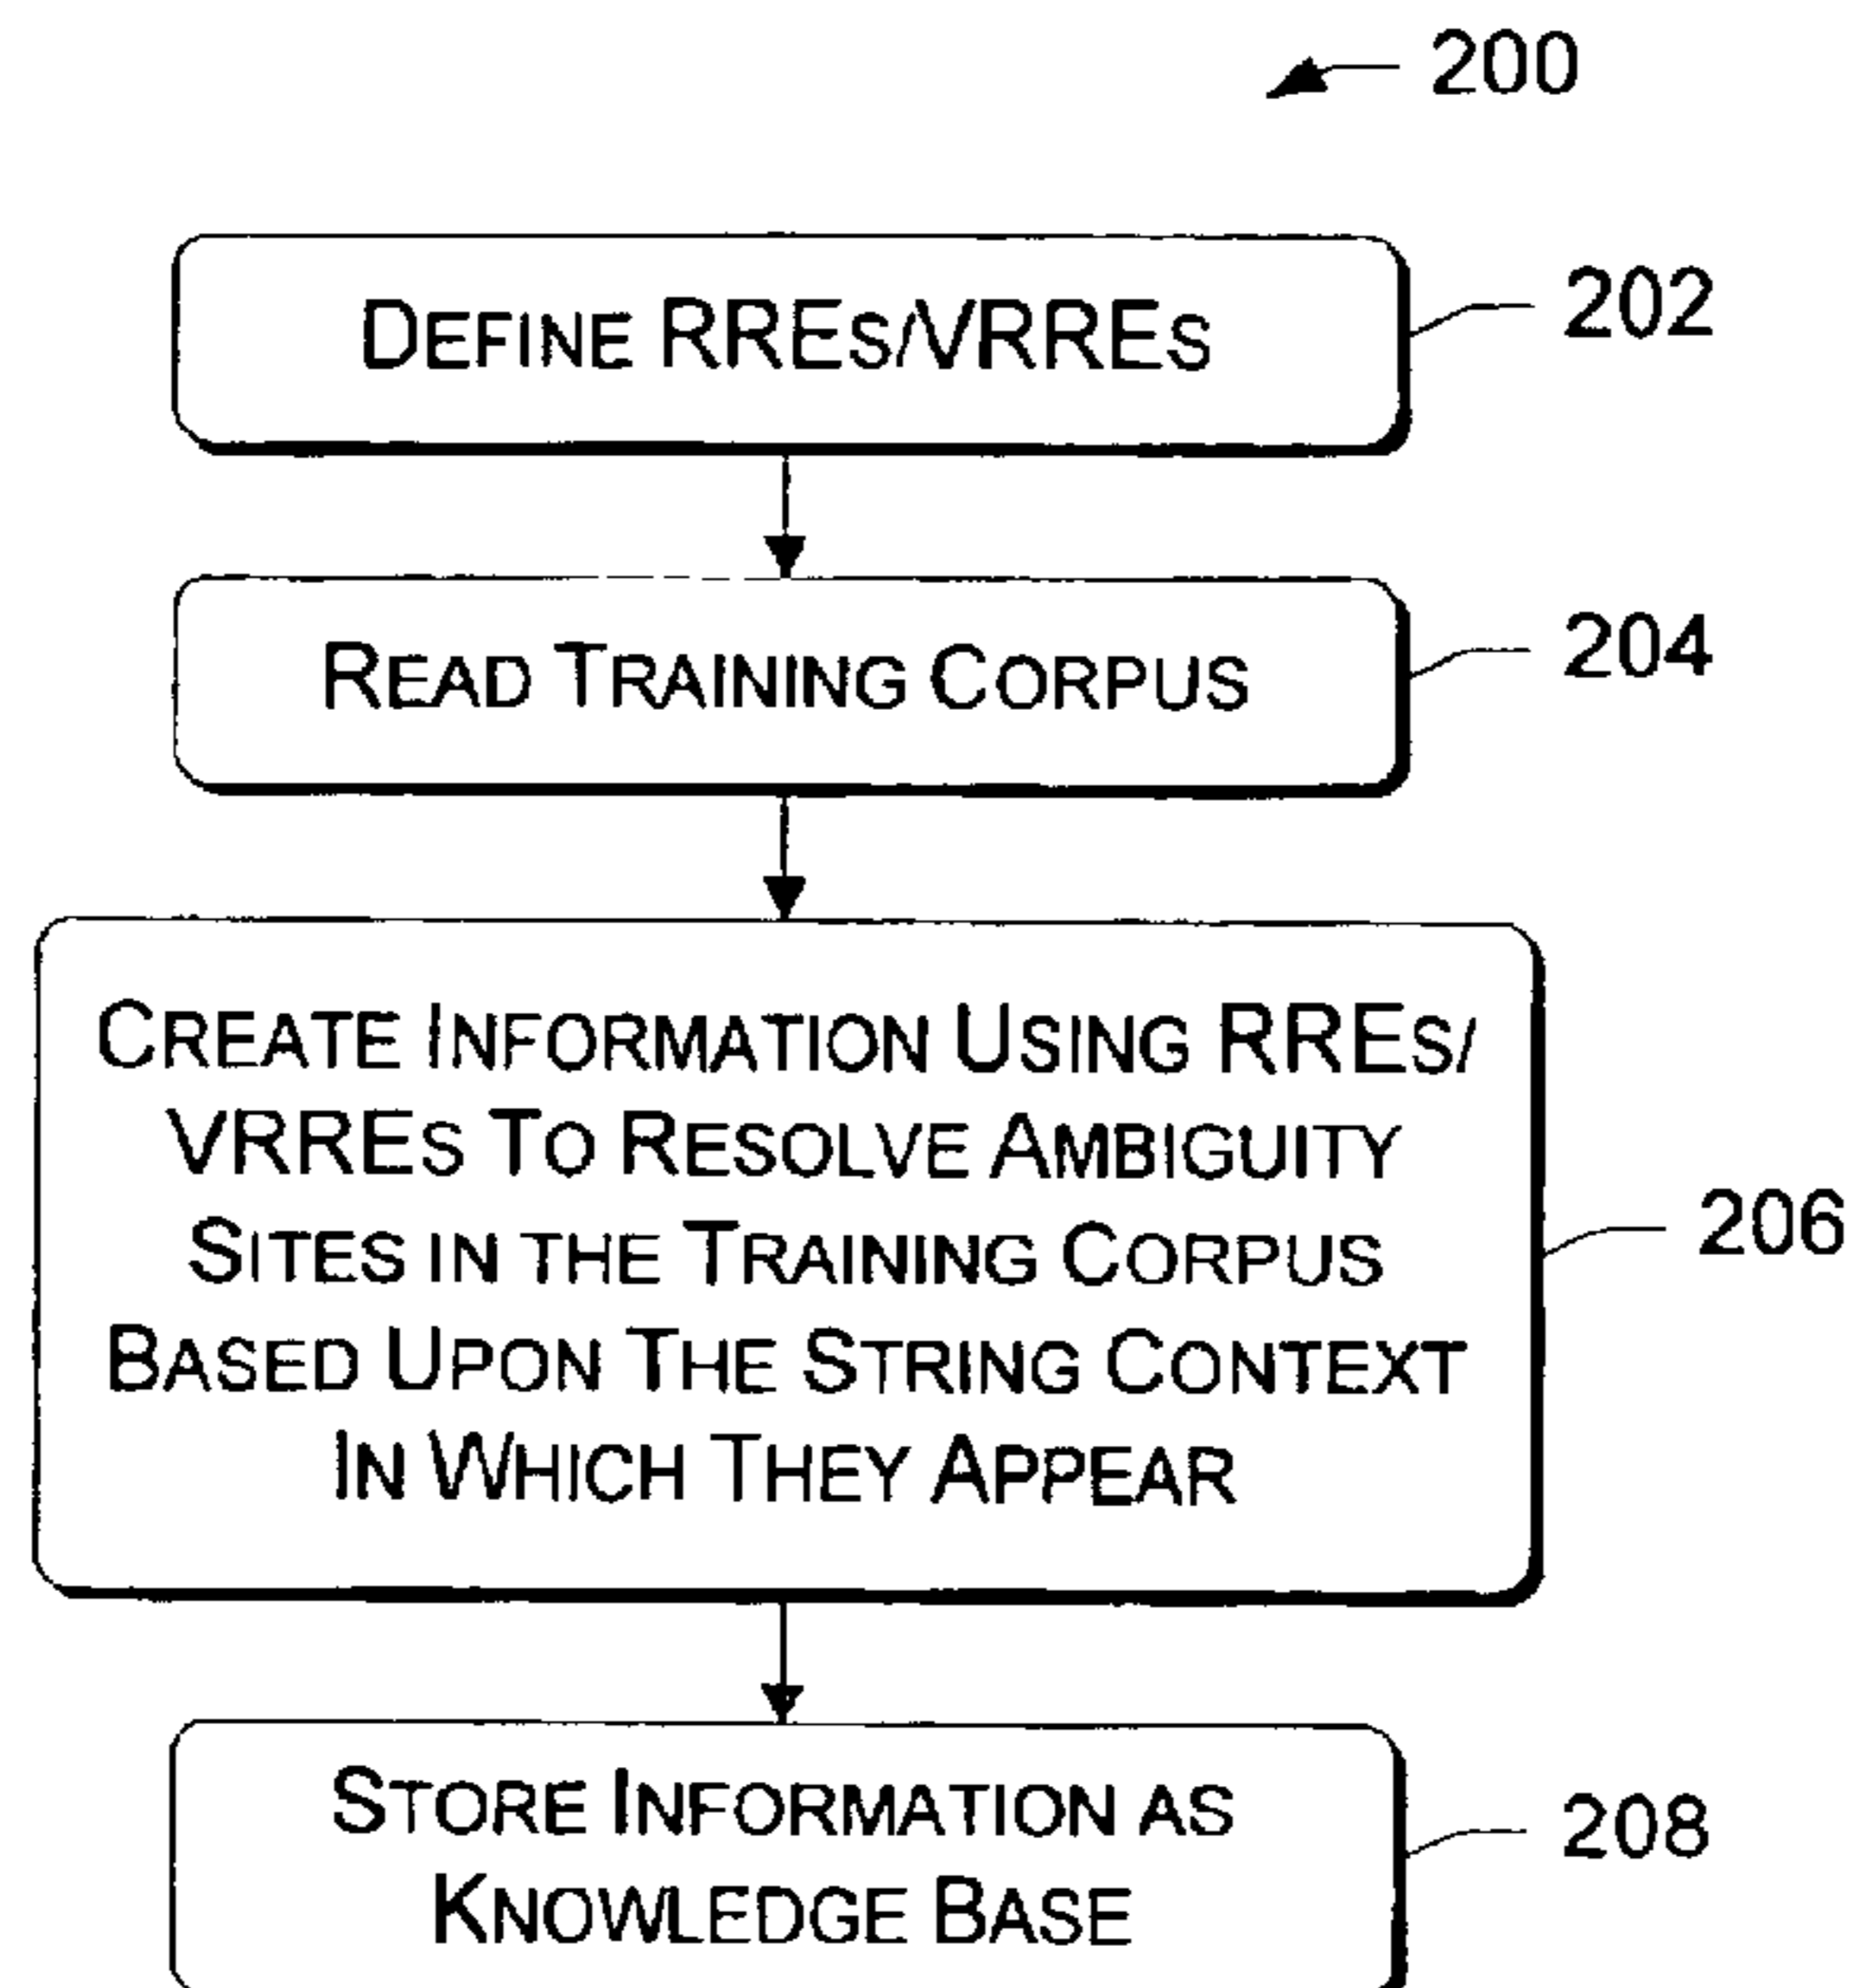 200
DEFINE RRES/VRRES
202
READ TRAINING CORPUS
204
CREATE INFORMATION USING RRES/
VRRES TO RESOLVE AMBIGUITY
SITES IN THE TRAINING CORPUS
BASED UPON THE STRING CONTEXT
IN WHICH THEY APPEAR
206
STORE INFORMATION AS
KNOWLEDGE BASE
208